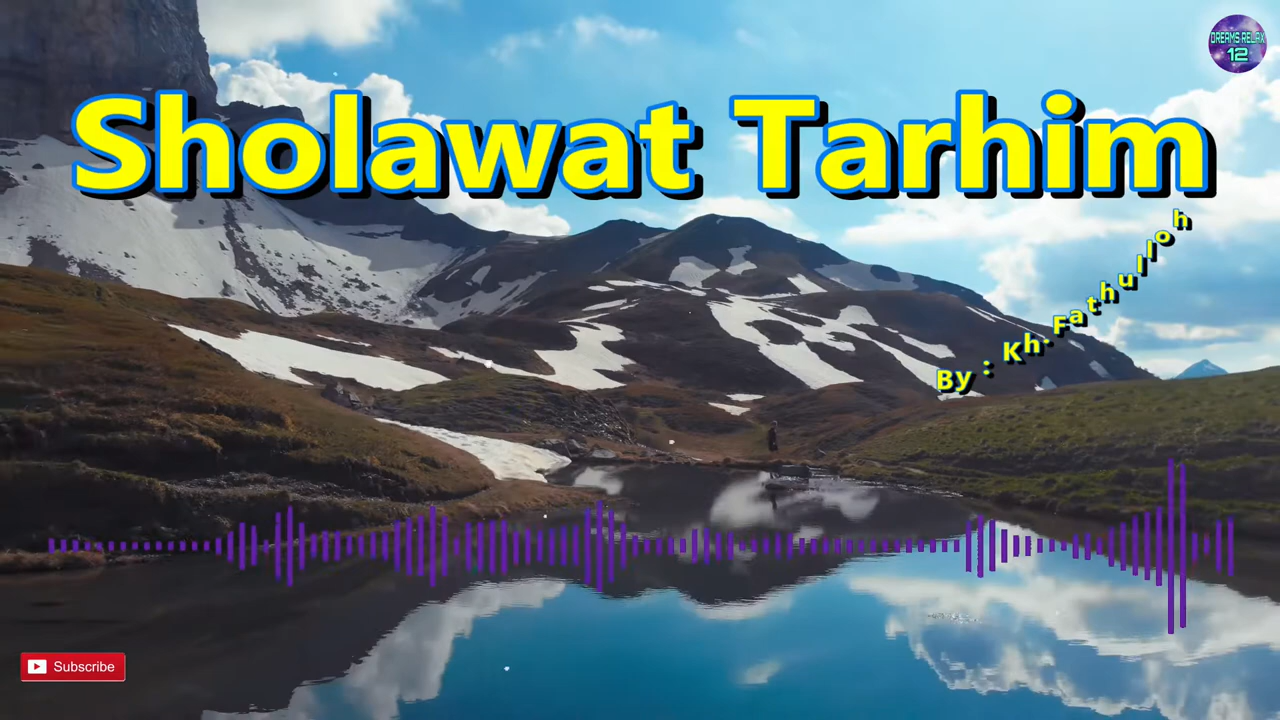 DREAMS RELAX
12
Sholawat Tarhim
By : Kh. Fathulloh
Subscribe